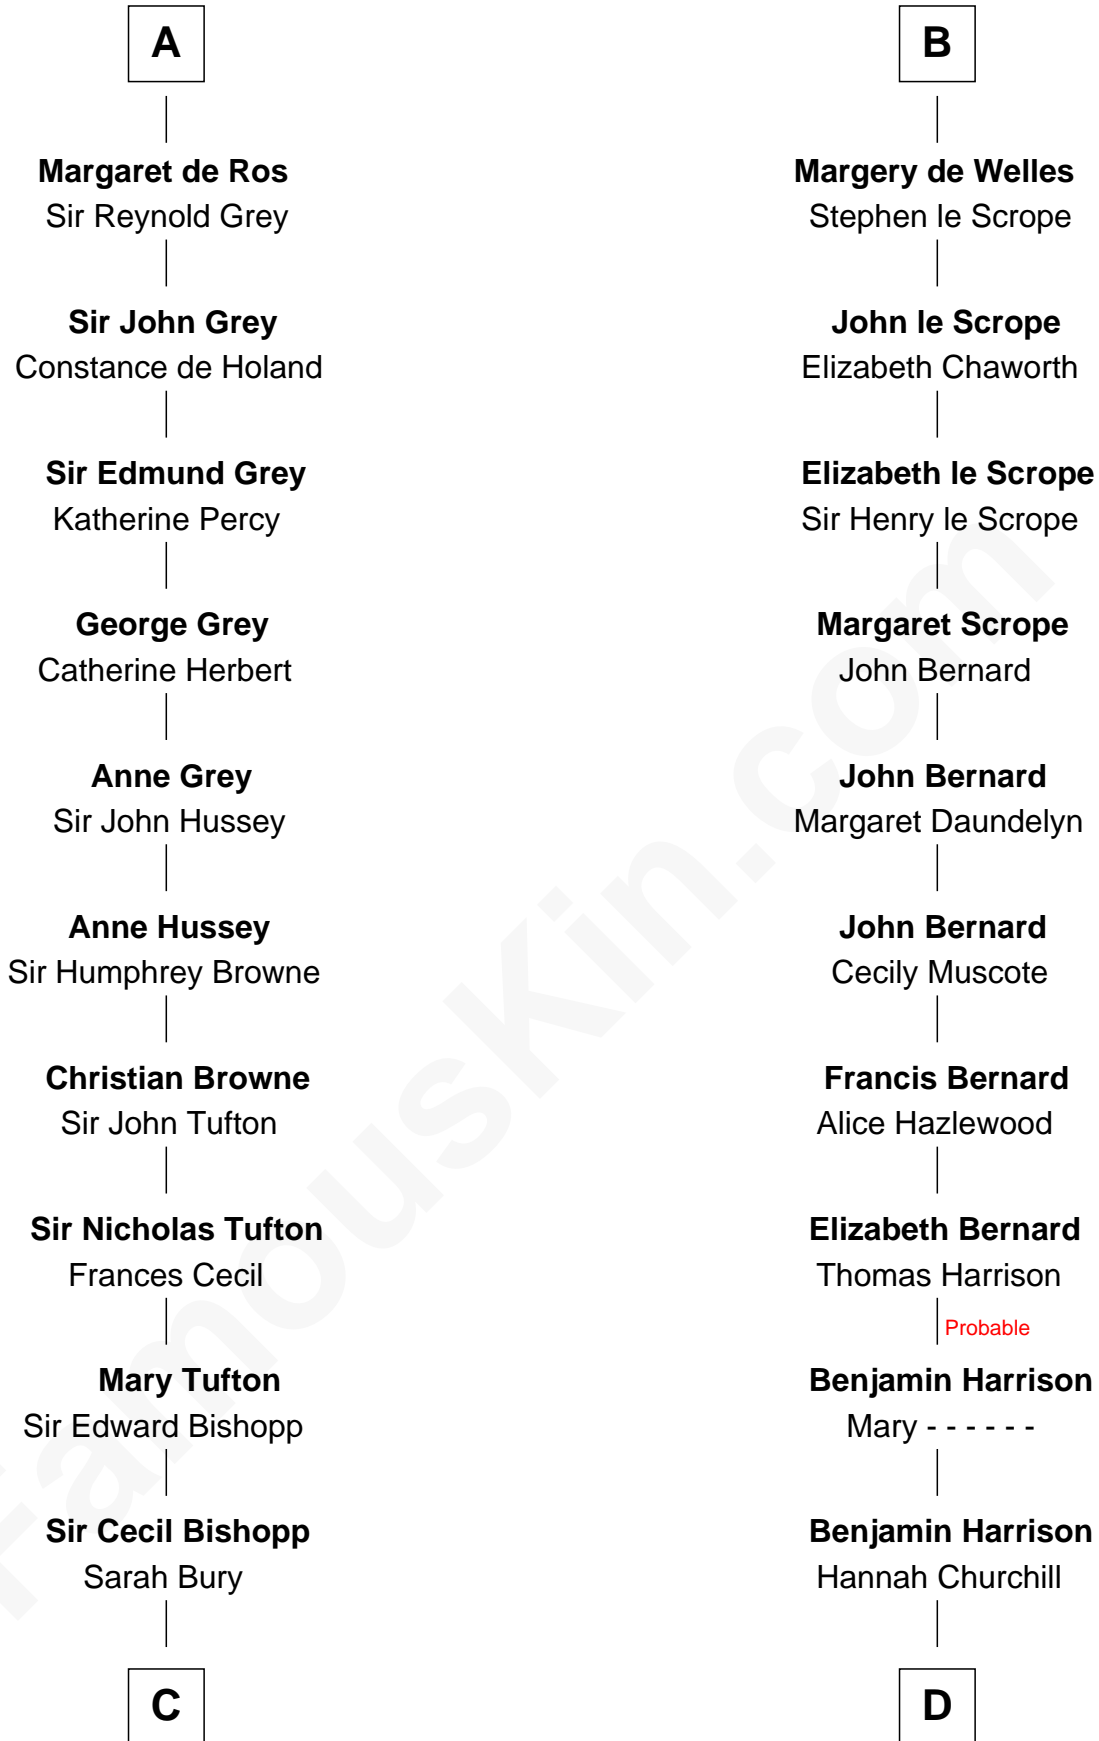 A
Margaret de Ros
Sir Reynold Grey
Sir John Grey
Constance de Holand
Sir Edmund Grey
Katherine Percy
George Grey
Catherine Herbert
Anne Grey
Sir John Hussey
Anne Hussey
Sir Humphrey Browne
Christian Browne
Sir John Tufton
Sir Nicholas Tufton
Frances Cecil
Mary Tufton
Sir Edward Bishopp
Sir Cecil Bishopp
Sarah Bury
C
B
Margery de Welles
Stephen le Scrope
John le Scrope
Elizabeth Chaworth
Elizabeth le Scrope
Sir Henry le Scrope
Margaret Scrope
John Bernard
John Bernard
Margaret Daundelyn
John Bernard
Cecily Muscote
Francis Bernard
Alice Hazlewood
Elizabeth Bernard
Thomas Harrison
Probable
Benjamin Harrison
Mary - - - - - -
Benjamin Harrison
Hannah Churchill
D
FamousKin.com